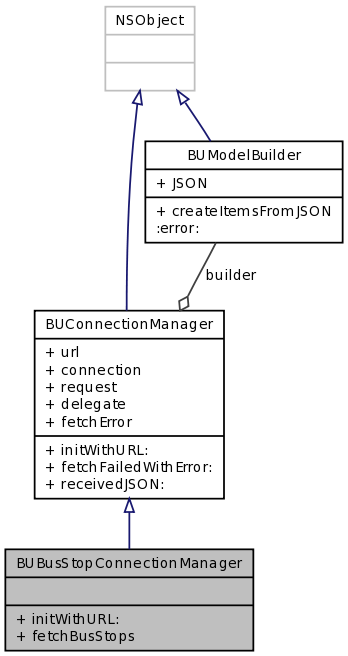 NSObject
BUModelBuilder
+ JSON
+ createItemsFromJSON
:error:
builder
BUConnectionManager
+ url
+ connection
+ request
+ delegate
+ fetchError
+ initWithURL:
+ fetchFailedWithError:
+ receivedJSON:
BUBusStopConnectionManager
+ initWithURL:
+ fetchBusStops